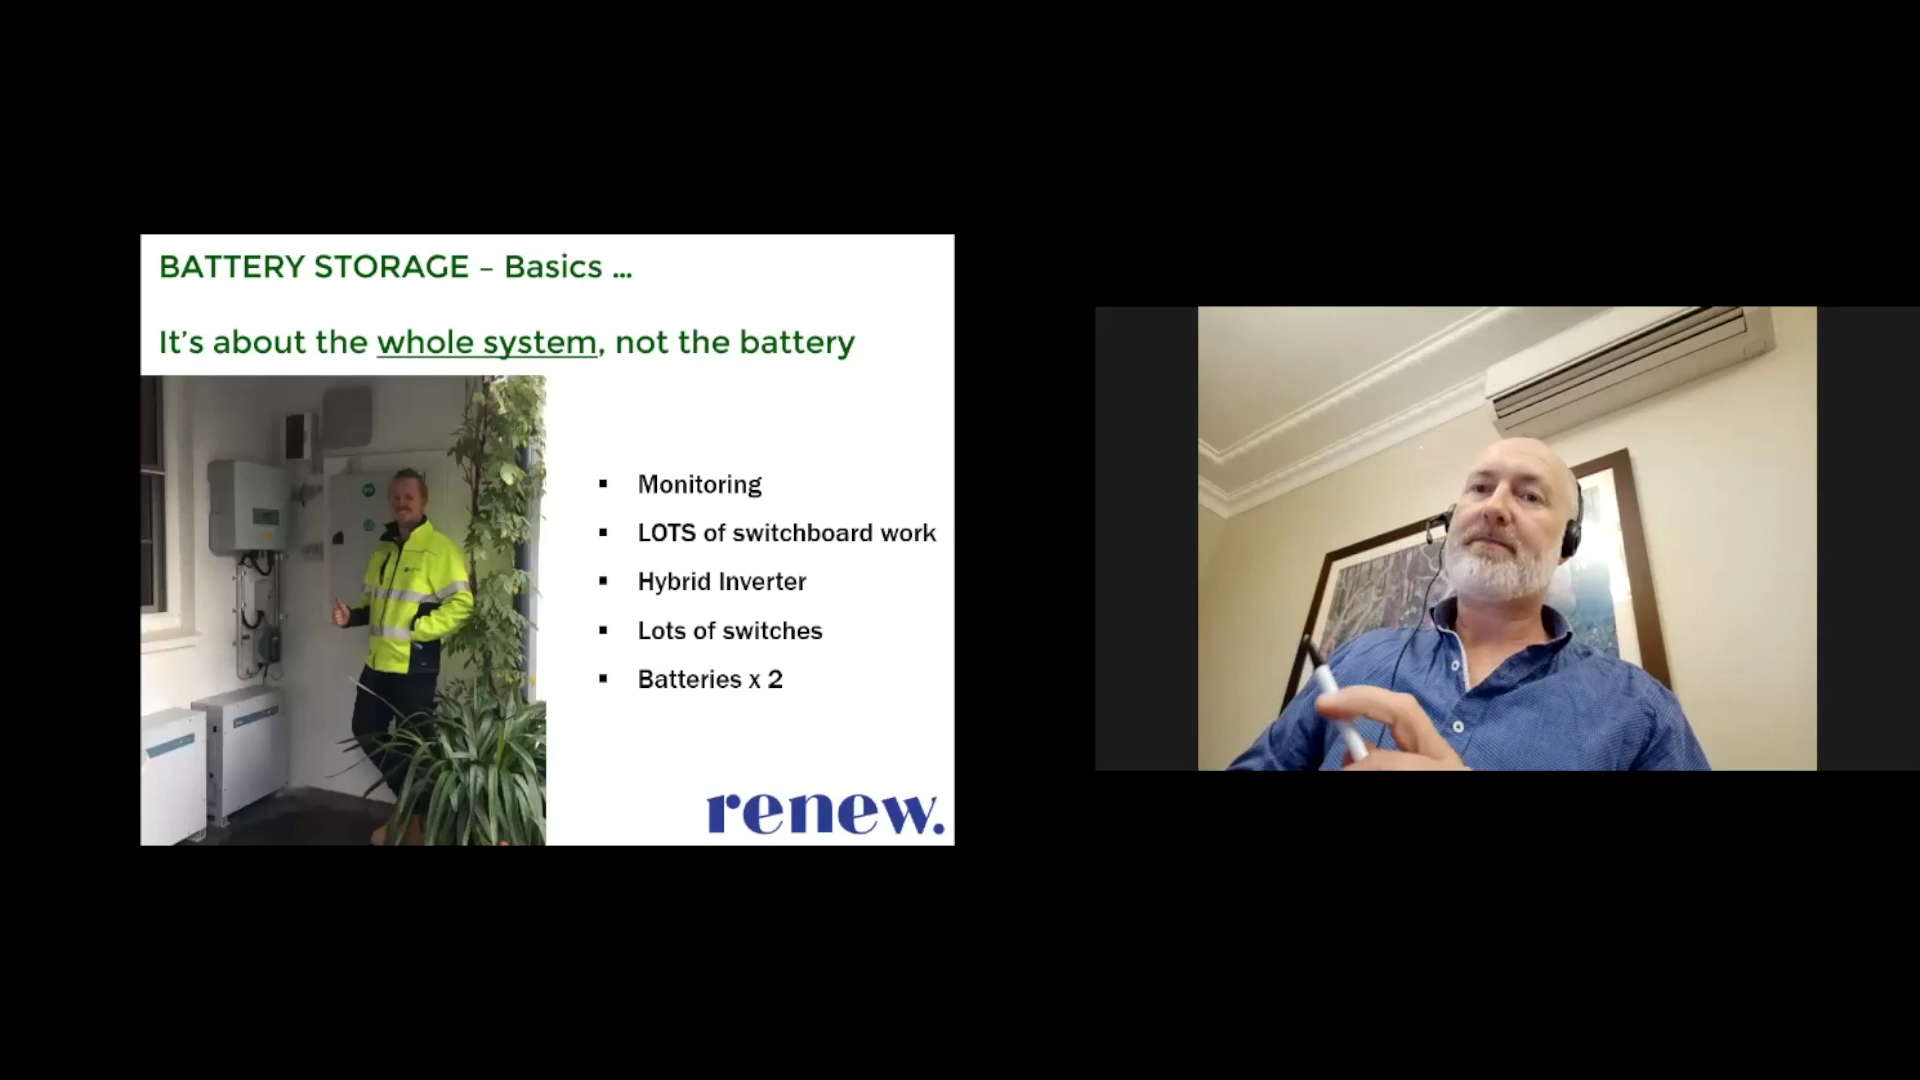 BATTERY STORAGE – Basics ...
It's about the whole system, not the battery
▪ Monitoring
▪ LOTS of switchboard work
▪ Hybrid Inverter
▪ Lots of switches
▪ Batteries x 2
renew.